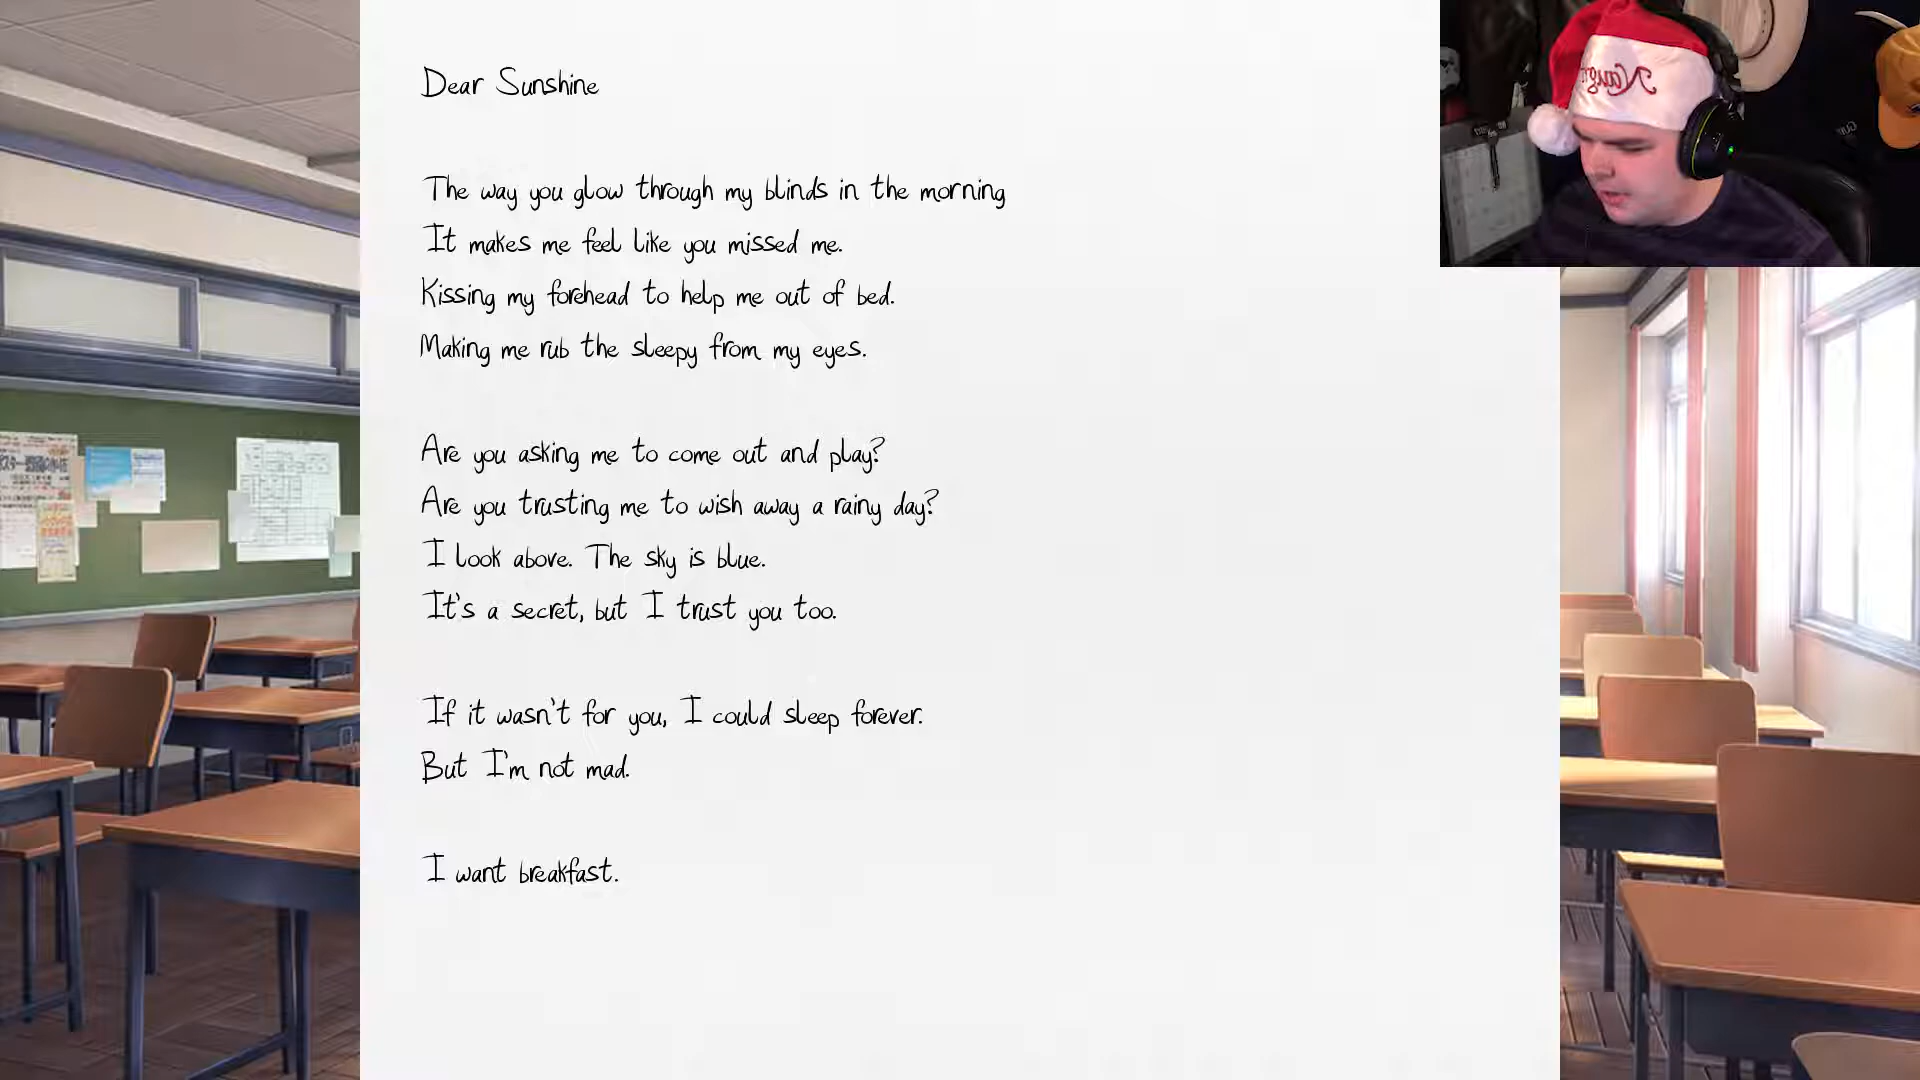 Dear Sunshine
The way you glow through my blinds in the morning
It makes me feel like you missed me.
Kissing my forehead to help me out of bed.
Making me rub the sleepy from my eyes.
Are you asking me to come out and play?
Are you trusting me to wish away a rainy day?
I look above. The sky is blue.
It's a secret, but I trust you too.
If it wasn't for you, I could sleep forever.
But I'm not mad.
I want breakfast.